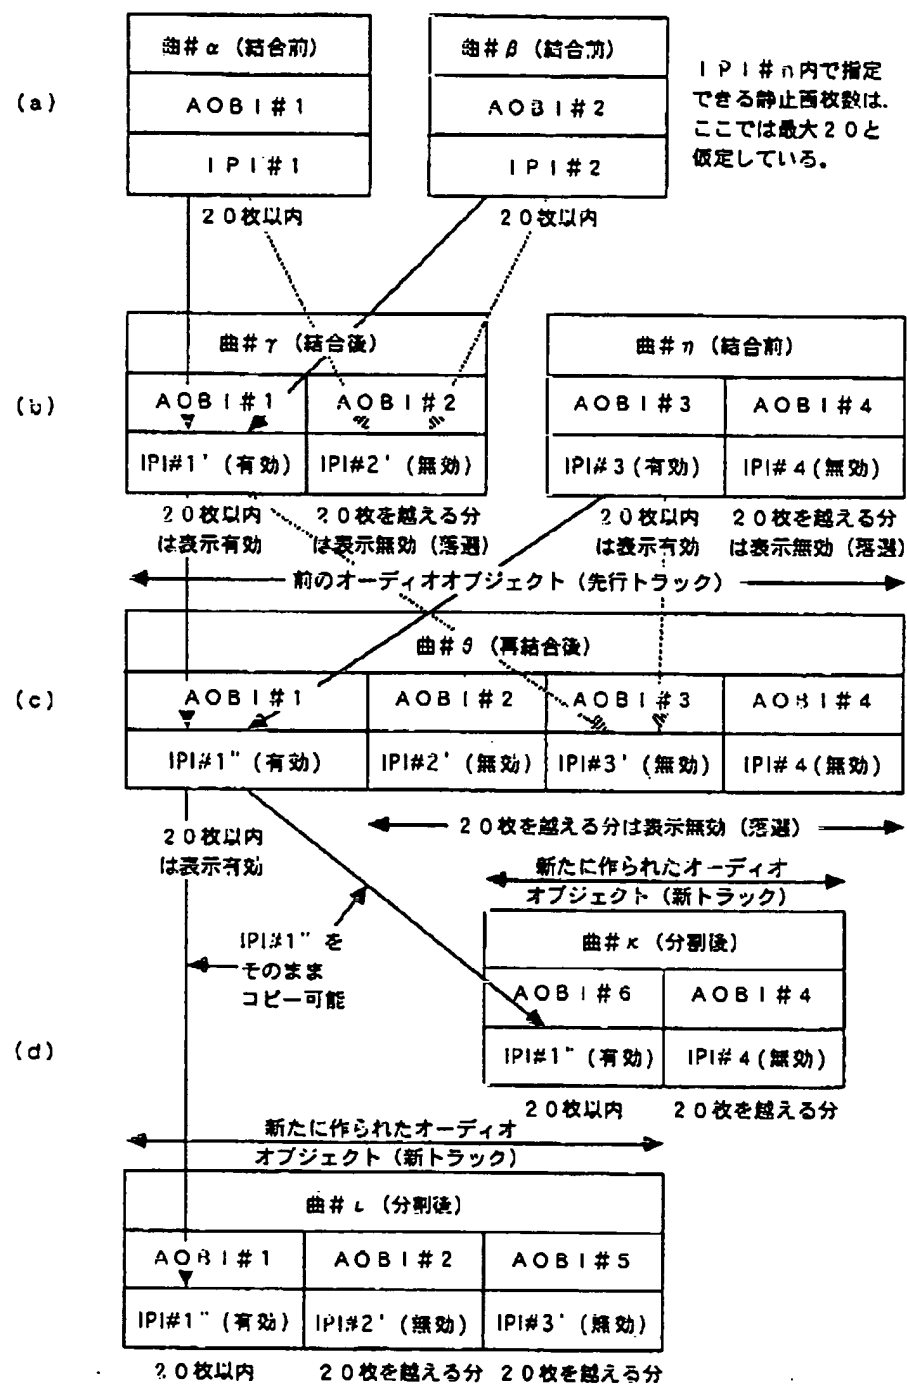 (a)
曲#α (結合前)
AOBI#1
IPI#1
20枚以内
曲#β (結合前)
AOBI#2
IPI#2
20枚以内
IPI#n内で指定
できる静止画枚数は、
ここでは最大20と
仮定している。
(b)
曲#γ (結合後)
AOBI#1
AOBI#2
IPI#1' (有効)
IPI#2' (無効)
20枚以内
は表示有効
20枚を越える分
は表示無効 (落選)
曲#η (結合前)
AOBI#3
AOBI#4
IPI#3 (有効)
IPI#4 (無効)
20枚以内
は表示有効
20枚を越える分
は表示無効 (落選)
前のオーディオオブジェクト (先行トラック)
(c)
曲#θ (再結合後)
AOBI#1
AOBI#2
AOBI#3
AOBI#4
IPI#1" (有効)
IPI#2' (無効)
IPI#3' (無効)
IPI#4 (無効)
20枚以内
は表示有効
20枚を越える分は表示無効 (落選)
IPI#1" を
そのまま
コピー可能
(d)
新たに作られたオーディオ
オブジェクト (新トラック)
曲#κ (分割後)
AOBI#6
AOBI#4
IPI#1" (有効)
IPI#4 (無効)
20枚以内
20枚を越える分
新たに作られたオーディオ
オブジェクト (新トラック)
曲#ι (分割後)
AOBI#1
AOBI#2
AOBI#5
IPI#1" (有効)
IPI#2' (無効)
IPI#3' (無効)
20枚以内
20枚を越える分
20枚を越える分